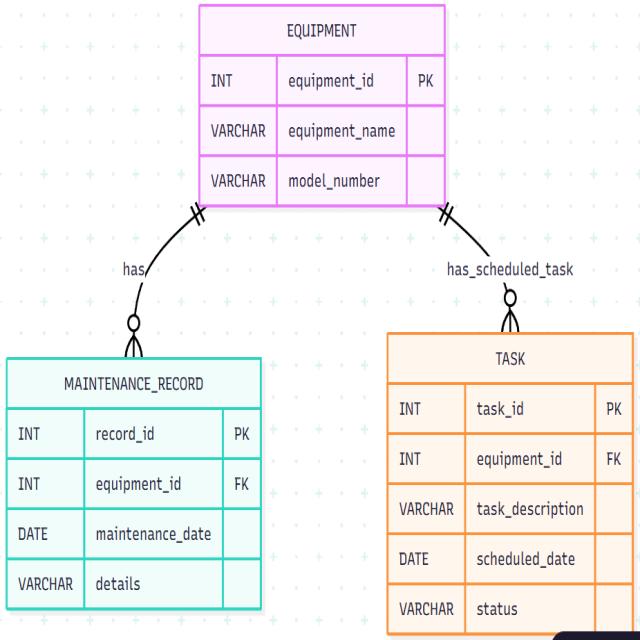 EQUIPMENT
INT equipment_id PK
VARCHAR equipment_name
VARCHAR model_number
has
has_scheduled_task
MAINTENANCE_RECORD
INT record_id PK
INT equipment_id FK
DATE maintenance_date
VARCHAR details
TASK
INT task_id PK
INT equipment_id FK
VARCHAR task_description
DATE scheduled_date
VARCHAR status